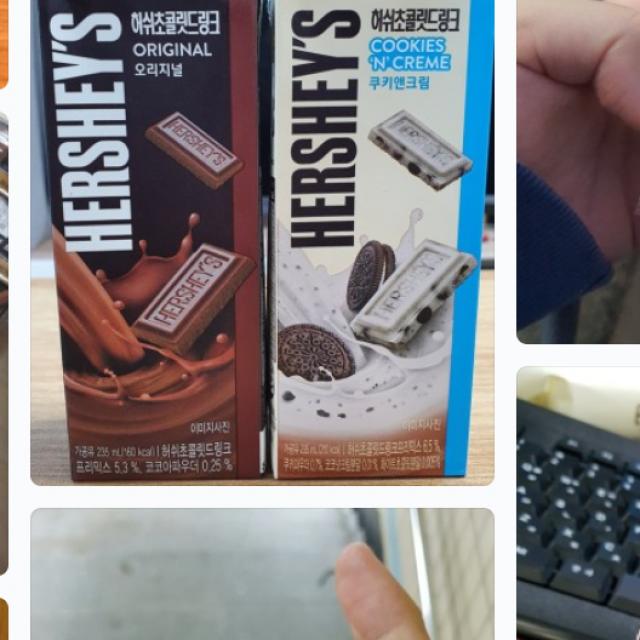 HERSHEY'S
허쉬초콜릿드링크
ORIGINAL
오리지널
HERSHEY'S
HERSHEY'S
이미지사진
가공유 235 mL(160 kcal) | 허쉬초콜릿드링크
프리믹스 5.3 %, 코코아파우더 0.25 %
HERSHEY'S
허쉬초콜릿드링크
COOKIES
'N' CREME
쿠키앤크림
HERSHEY'S
HERSHEY'S
이미지사진